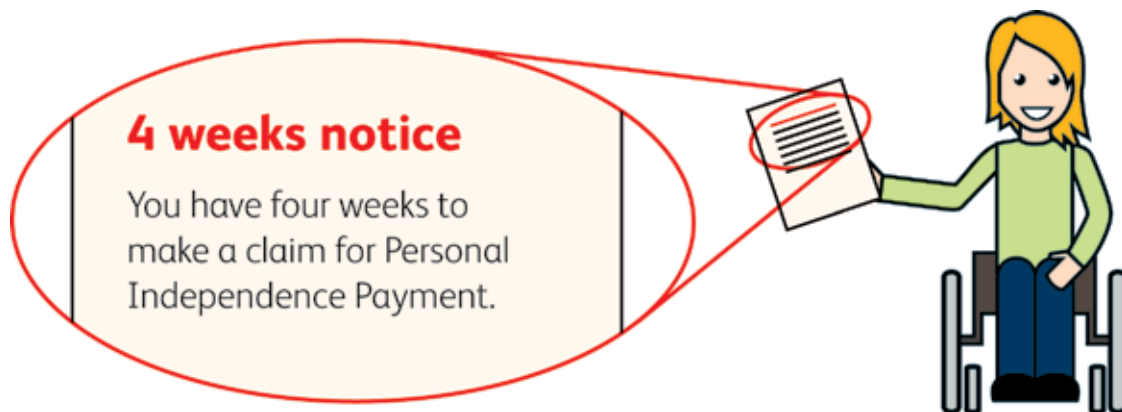 4 weeks notice
You have four weeks to
make a claim for Personal
Independence Payment.